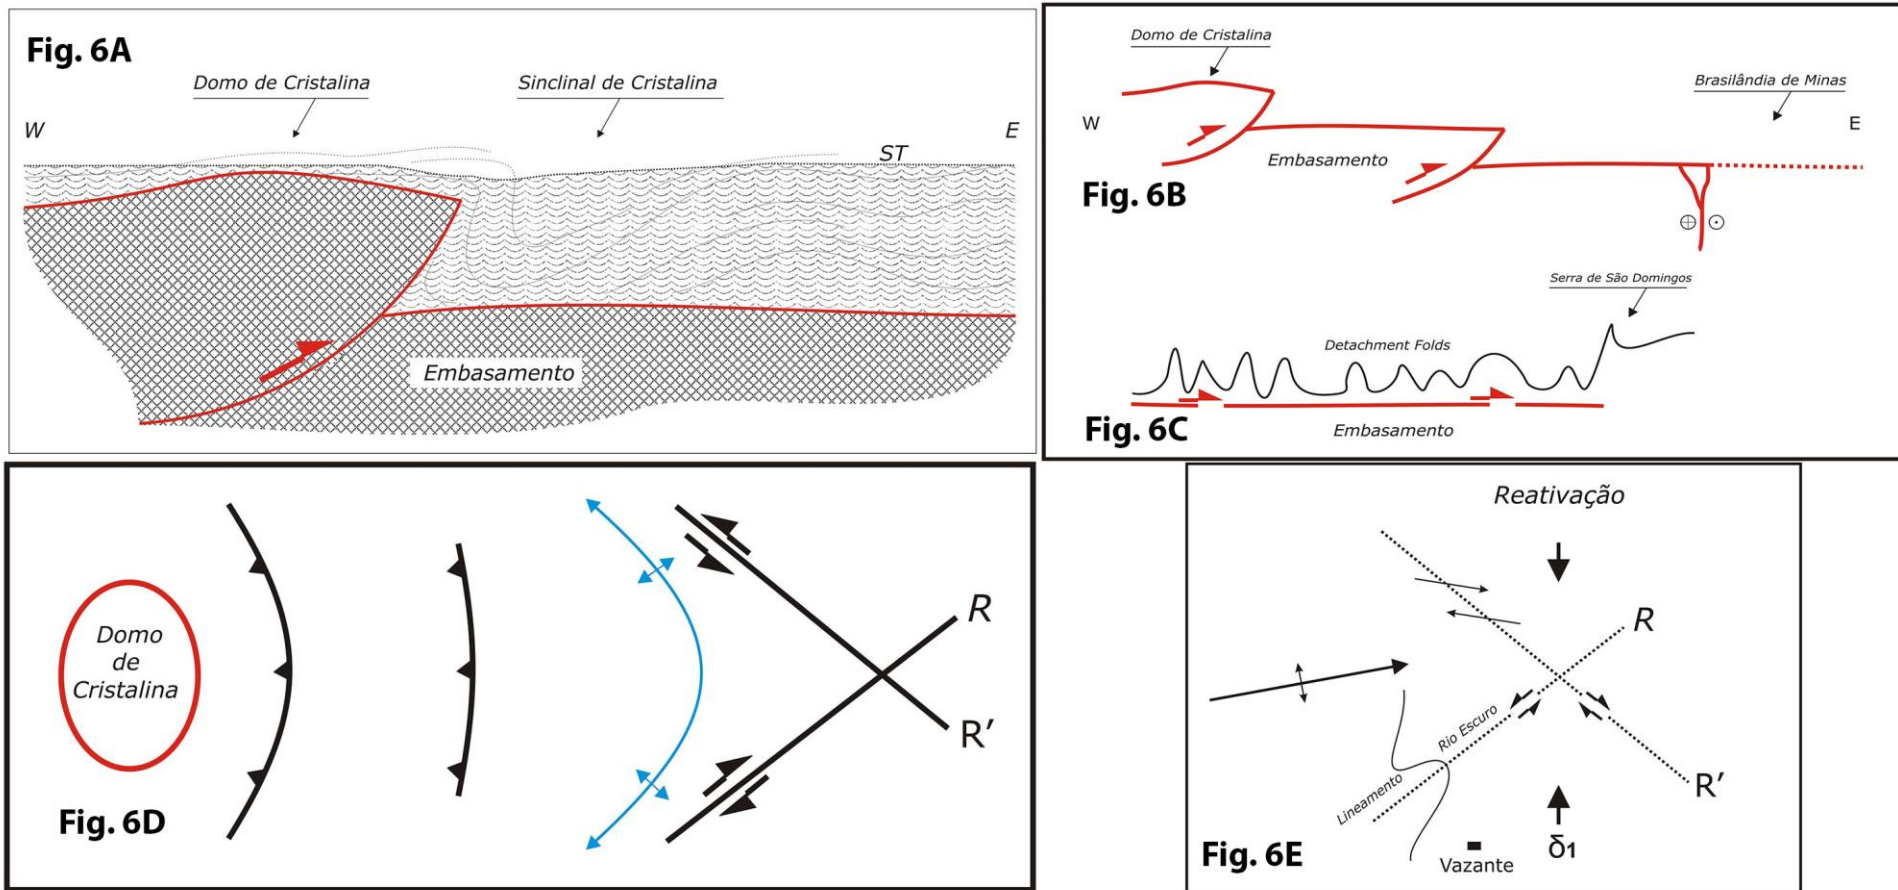 Fig. 6A
Domo de Cristalina
Sinclinal de Cristalina
W
E
ST
Embasamento
Domo de Cristalina
Brasilândia de Minas
W
E
Embasamento
Fig. 6B
Serra de São Domingos
Detachment Folds
Fig. 6C
Embasamento
Domo
de
Cristalina
R
R′
Fig. 6D
Reativação
R
Rio Escuro
Lineamento
R′
δ1
Fig. 6E
Vazante